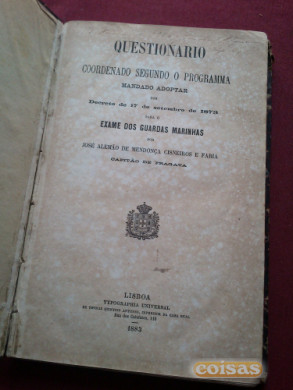 QUESTIONARIO
COORDENADO SEGUNDO O PROGRAMMA
MANDADO ADOPTAR
POR
Decreto de 17 de setembro de 1873
PARA O
EXAME DOS GUARDAS MARINHAS
POR
JOSÉ ALEMÃO DE MENDONÇA CISNEIROS E FARIA
CAPITÃO DE FRAGATA
LISBOA
TYPOGRAPHIA UNIVERSAL
1883
coisas